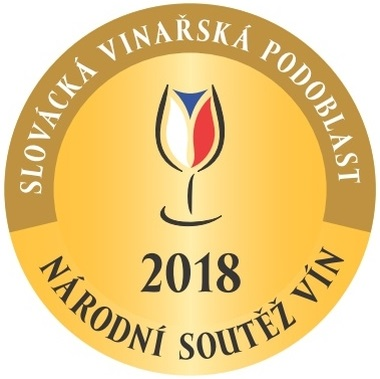 SLOVÁCKÁ VINAŘSKÁ PODOBLAST
2018
NÁRODNÍ SOUTĚŽ VÍN